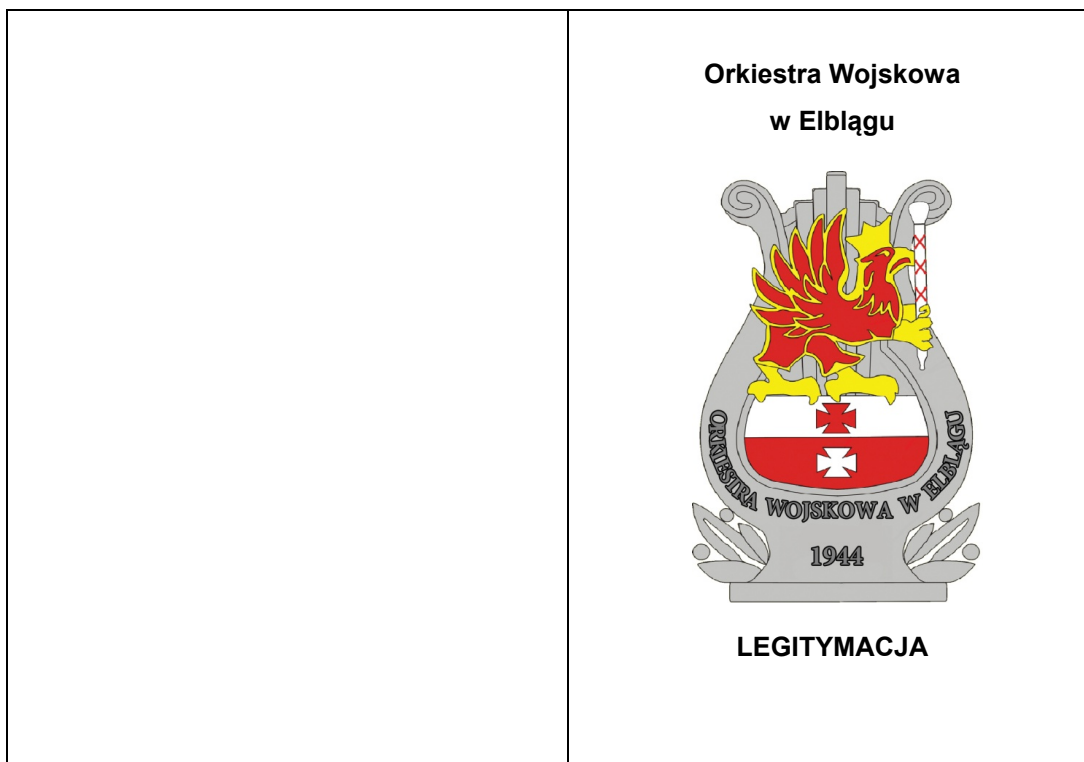 Orkiestra Wojskowa
w Elblągu
ORKIESTRA WOJSKOWA W ELBLĄGU
1944
LEGITYMACJA